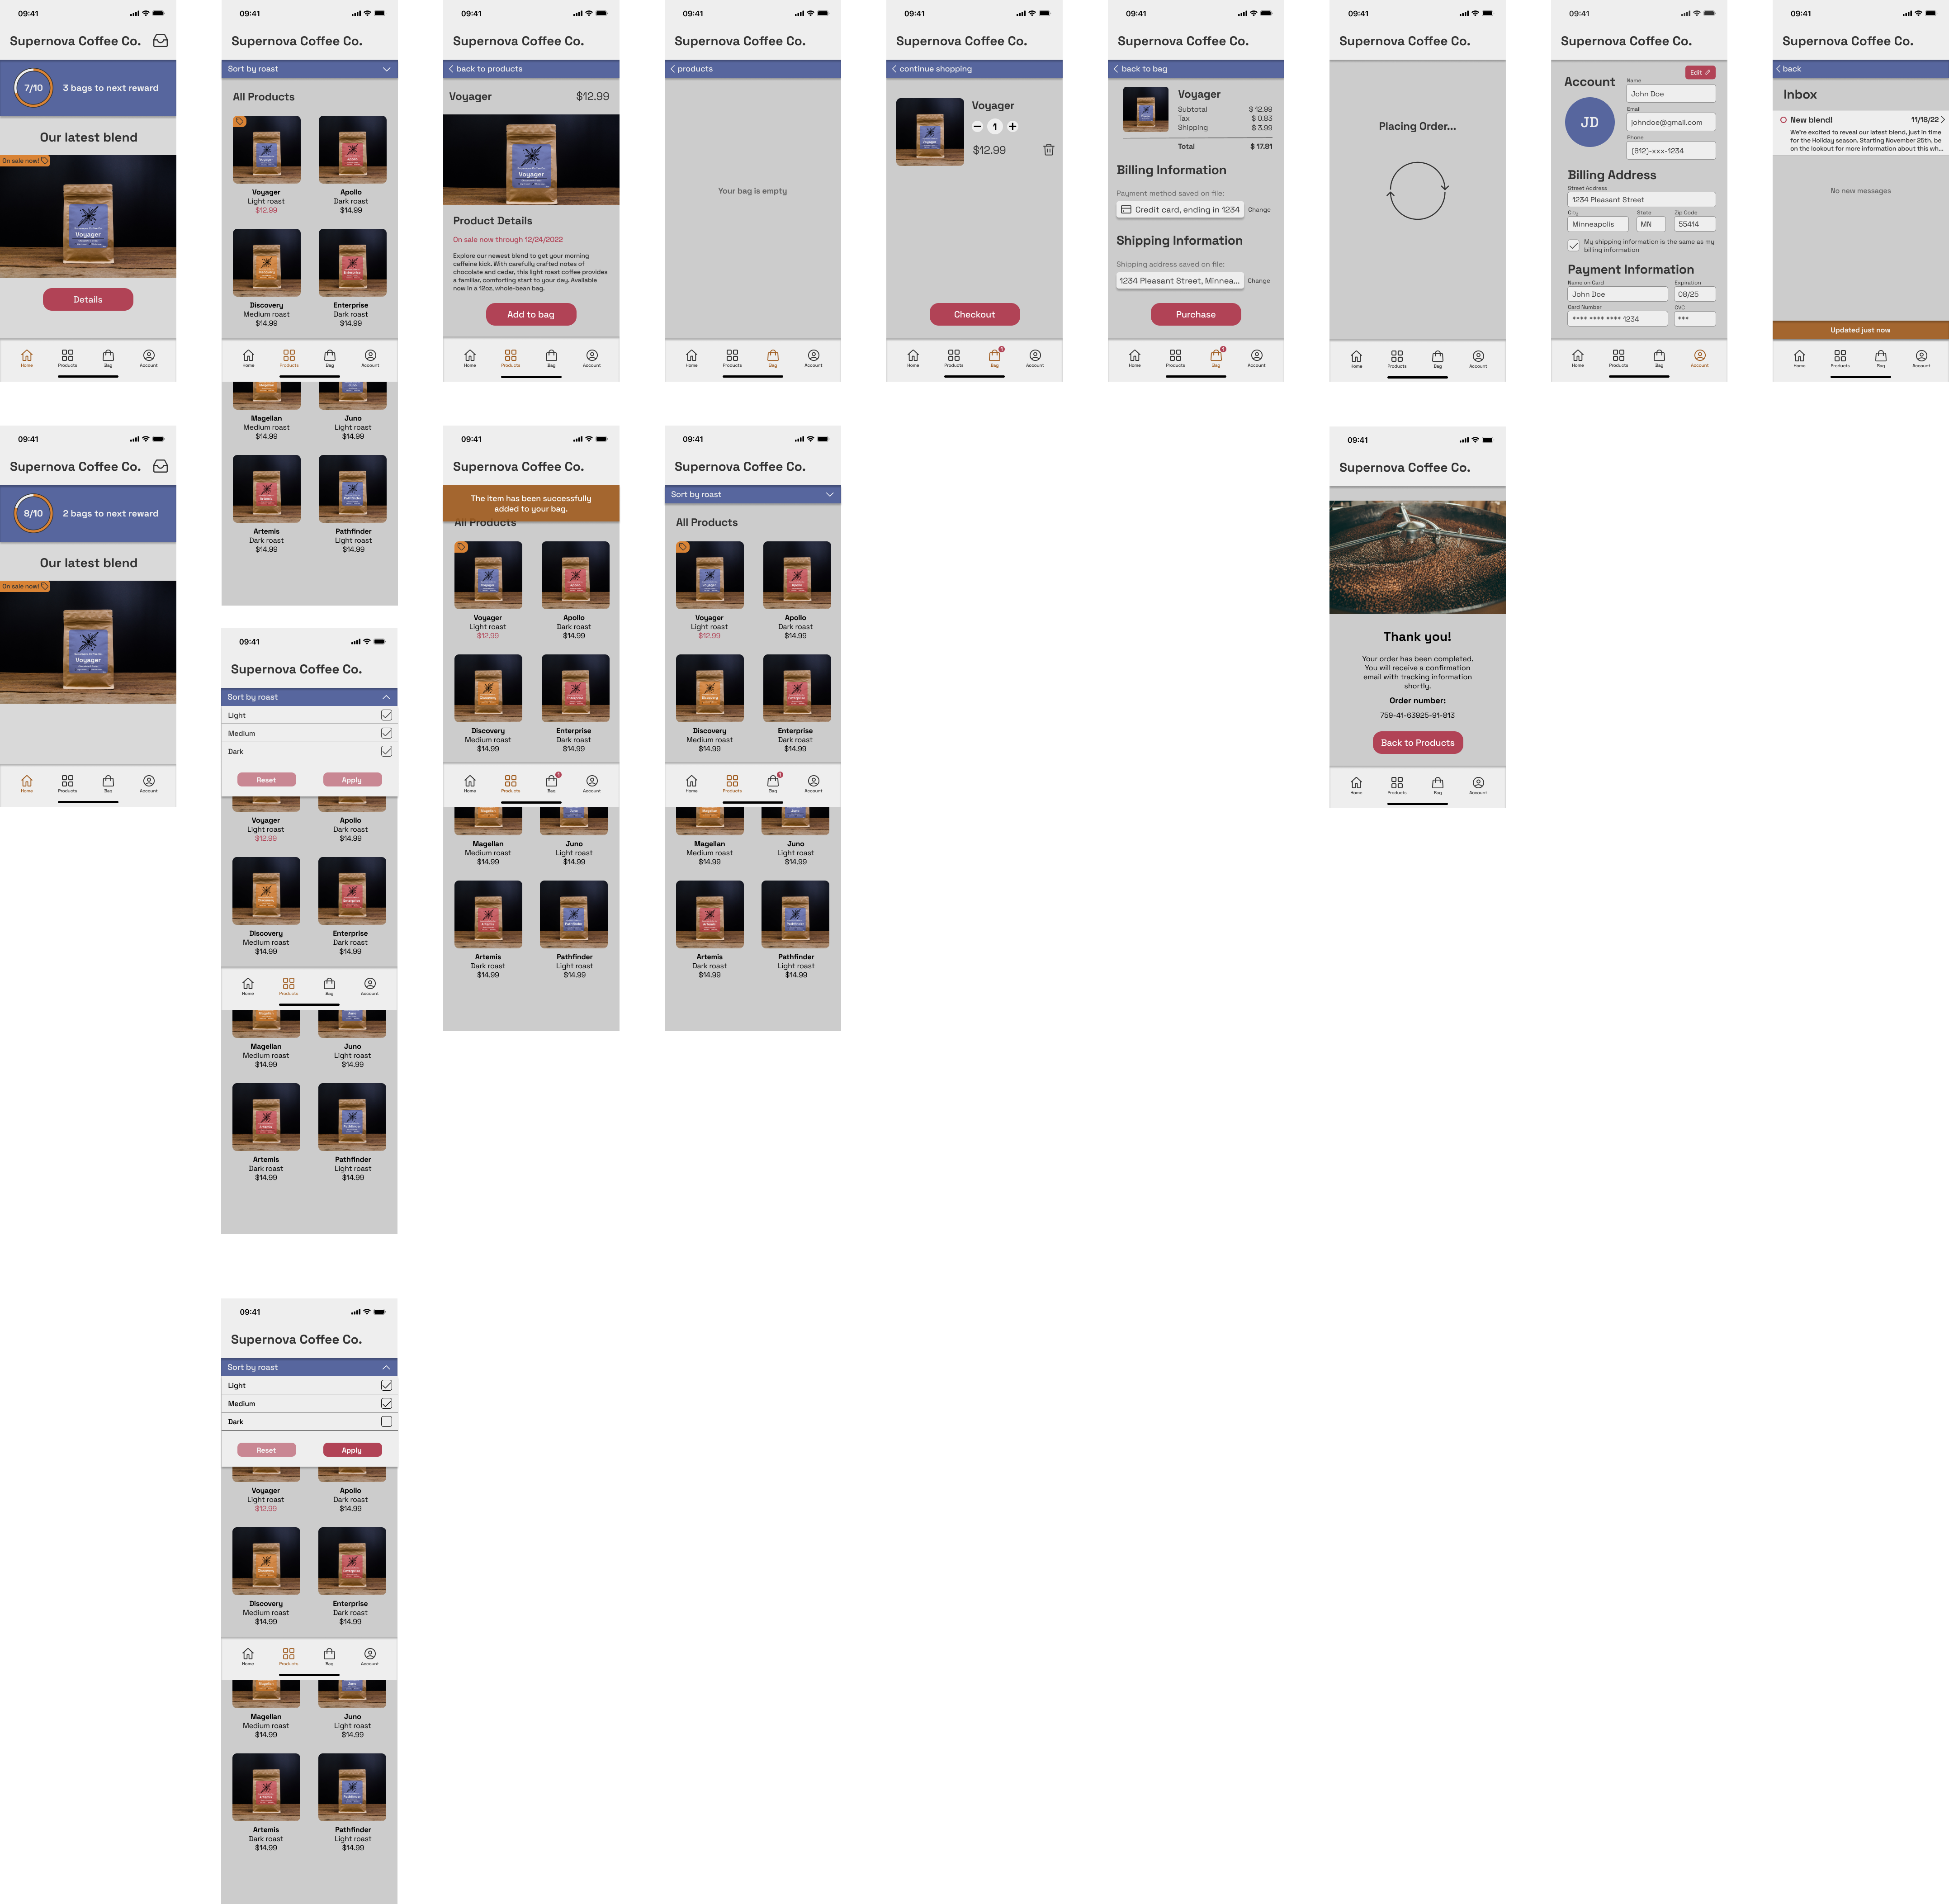 09:41
Supernova Coffee Co.
7/10
3 bags to next reward
Our latest blend
On sale now!
Voyager
Details
Home
Products
Bag
Account
09:41
Supernova Coffee Co.
Sort by roast
All Products
Voyager
Apollo
Light roast
Dark roast
$12.99
$14.99
Discovery
Enterprise
Medium roast
Dark roast
$14.99
$14.99
Home
Products
Bag
Account
Magellan
Juno
Medium roast
Light roast
$14.99
$14.99
Artemis
Pathfinder
Dark roast
Light roast
$14.99
$14.99
09:41
Supernova Coffee Co.
back to products
Voyager
$12.99
Voyager
Product Details
On sale now through 12/24/2022
Explore our newest blend to get your morning
caffeine kick. With carefully crafted notes of
chocolate and cedar, this light roast coffee provides
a familiar, comforting start to your day. Available
now in a 12oz, whole-bean bag.
Add to bag
Home
Products
Bag
Account
09:41
Supernova Coffee Co.
products
Your bag is empty
Home
Products
Bag
Account
09:41
Supernova Coffee Co.
continue shopping
Voyager
1
$12.99
Checkout
Home
Products
1
Bag
Account
09:41
Supernova Coffee Co.
back to bag
Voyager
Subtotal $ 12.99
Tax $ 0.83
Shipping $ 3.99
Total $ 17.81
Billing Information
Payment method saved on file:
Credit card, ending in 1234
Change
Shipping Information
Shipping address saved on file:
1234 Pleasant Street, Minnea...
Change
Purchase
Home
Products
1
Bag
Account
09:41
Supernova Coffee Co.
Placing Order...
Home
Products
Bag
Account
09:41
Supernova Coffee Co.
Edit
Account
JD
Name
John Doe
Email
johndoe@gmail.com
Phone
(612)-xxx-1234
Billing Address
Street Address
1234 Pleasant Street
City
State
Zip Code
Minneapolis
MN
55414
My shipping information is the same as my
billing information
Payment Information
Name on Card
Expiration
John Doe
08/25
Card Number
CVC
**** **** **** 1234
***
Home
Products
Bag
Account
09:41
Supernova Coffee Co.
back
Inbox
New blend!
11/18/22
We're excited to reveal our latest blend, just in time
for the Holiday season. Starting November 25th, be
on the lookout for more information about this wh...
No new messages
Updated just now
Home
Products
Bag
Account
09:41
Supernova Coffee Co.
8/10
2 bags to next reward
Our latest blend
On sale now!
Voyager
Home
Products
Bag
Account
09:41
Supernova Coffee Co.
Sort by roast
Light
Medium
Dark
Reset
Apply
Voyager
Apollo
Light roast
Dark roast
$12.99
$14.99
Discovery
Enterprise
Medium roast
Dark roast
$14.99
$14.99
Home
Products
Bag
Account
Magellan
Juno
Medium roast
Light roast
$14.99
$14.99
Artemis
Pathfinder
Dark roast
Light roast
$14.99
$14.99
09:41
Supernova Coffee Co.
The item has been successfully
added to your bag.
All Products
Voyager
Apollo
Light roast
Dark roast
$12.99
$14.99
Discovery
Enterprise
Medium roast
Dark roast
$14.99
$14.99
Home
Products
1
Bag
Account
Magellan
Juno
Medium roast
Light roast
$14.99
$14.99
Artemis
Pathfinder
Dark roast
Light roast
$14.99
$14.99
09:41
Supernova Coffee Co.
Sort by roast
All Products
Voyager
Apollo
Light roast
Dark roast
$12.99
$14.99
Discovery
Enterprise
Medium roast
Dark roast
$14.99
$14.99
Home
Products
1
Bag
Account
Magellan
Juno
Medium roast
Light roast
$14.99
$14.99
Artemis
Pathfinder
Dark roast
Light roast
$14.99
$14.99
09:41
Supernova Coffee Co.
Thank you!
Your order has been completed.
You will receive a confirmation
email with tracking information
shortly.
Order number:
759-41-63925-91-813
Back to Products
Home
Products
Bag
Account
09:41
Supernova Coffee Co.
Sort by roast
Light
Medium
Dark
Reset
Apply
Voyager
Apollo
Light roast
Dark roast
$12.99
$14.99
Discovery
Enterprise
Medium roast
Dark roast
$14.99
$14.99
Home
Products
Bag
Account
Magellan
Juno
Medium roast
Light roast
$14.99
$14.99
Artemis
Pathfinder
Dark roast
Light roast
$14.99
$14.99